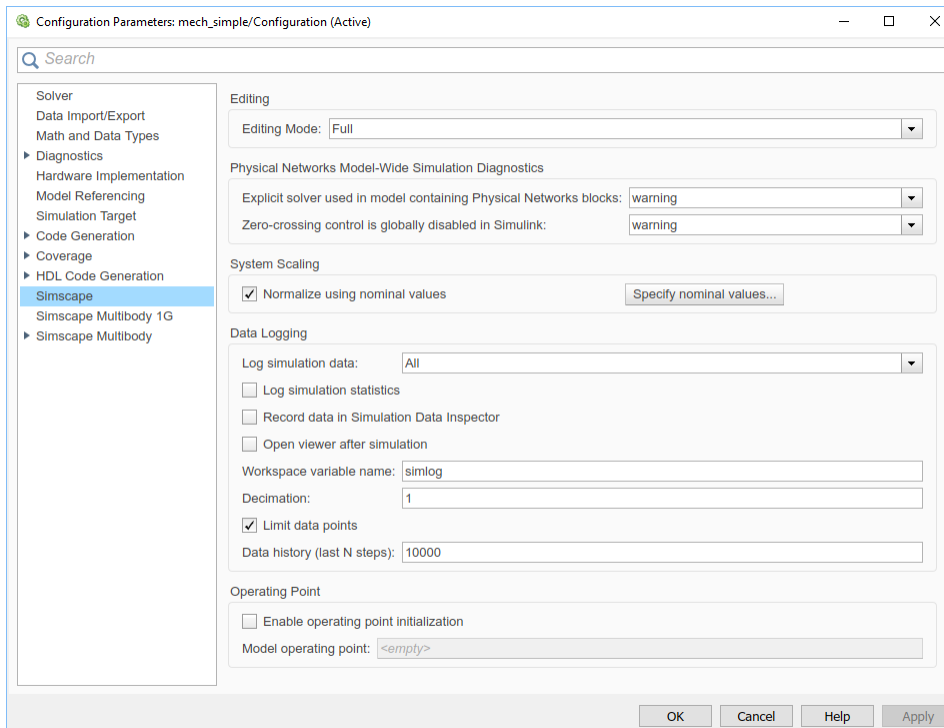 Configuration Parameters: mech_simple/Configuration (Active)
Search
Solver
Data Import/Export
Math and Data Types
Diagnostics
Hardware Implementation
Model Referencing
Simulation Target
Code Generation
Coverage
HDL Code Generation
Simscape
Simscape Multibody 1G
Simscape Multibody
Editing
Editing Mode: Full
Physical Networks Model-Wide Simulation Diagnostics
Explicit solver used in model containing Physical Networks blocks: warning
Zero-crossing control is globally disabled in Simulink: warning
System Scaling
Normalize using nominal values Specify nominal values...
Data Logging
Log simulation data: All
Log simulation statistics
Record data in Simulation Data Inspector
Open viewer after simulation
Workspace variable name: simlog
Decimation: 1
Limit data points
Data history (last N steps): 10000
Operating Point
Enable operating point initialization
Model operating point: <empty>
OK Cancel Help Apply